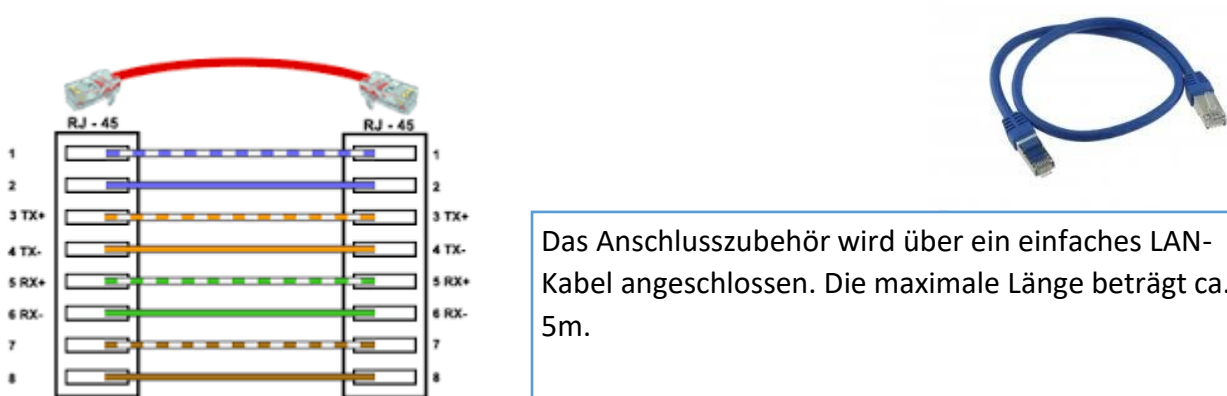 RJ - 45 RJ - 45
1 1
2 2
3 TX+ 3 TX+
4 TX- 4 TX-
5 RX+ 5 RX+
6 RX- 6 RX-
7 7
8 8
Das Anschlusszubehör wird über ein einfaches LAN-
Kabel angeschlossen. Die maximale Länge beträgt ca.
5m.